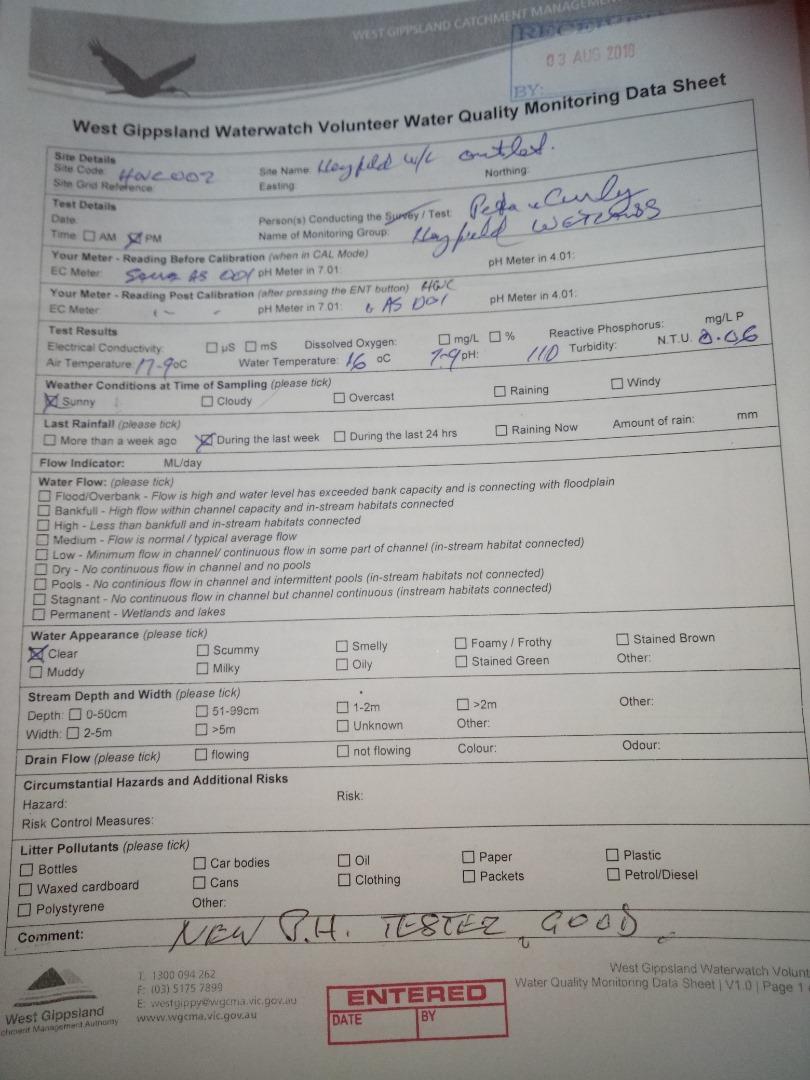 WEST GIPPSLAND CATCHMENT MANAGEM
RECEIVED
03 AUG 2018
BY:
West Gippsland Waterwatch Volunteer Water Quality Monitoring Data Sheet
Site Details
Site Code: HWC002 Site Name: Heyfield W/L outlet. Northing:
Site Grid Reference Easting:
Test Details
Date: Person(s) Conducting the Survey / Test: Peta & Curly
Time ☐ AM ☒ PM Name of Monitoring Group: Heyfield WETLANDS
Your Meter - Reading Before Calibration (when in CAL Mode)
EC Meter: Same AS 001 pH Meter in 7.01: pH Meter in 4.01:
Your Meter - Reading Post Calibration (after pressing the ENT button) HWC
EC Meter pH Meter in 7.01: AS 001 pH Meter in 4.01:
Test Results
Electrical Conductivity: ☐ µS ☐ mS Dissolved Oxygen: ☐ mg/L ☐ % Reactive Phosphorus: mg/L P
Air Temperature: 17.9 oC Water Temperature: 16 oC 7.9 pH: 110 Turbidity: N.T.U. 0.06
Weather Conditions at Time of Sampling (please tick)
☒ Sunny ☐ Cloudy ☐ Overcast ☐ Raining ☐ Windy
Last Rainfall (please tick)
☐ More than a week ago ☒ During the last week ☐ During the last 24 hrs ☐ Raining Now Amount of rain: mm
Flow Indicator: ML/day
Water Flow: (please tick)
☐ Flood/Overbank - Flow is high and water level has exceeded bank capacity and is connecting with floodplain
☐ Bankfull - High flow within channel capacity and in-stream habitats connected
☐ High - Less than bankfull and in-stream habitats connected
☐ Medium - Flow is normal / typical average flow
☐ Low - Minimum flow in channel/ continuous flow in some part of channel (in-stream habitat connected)
☐ Dry - No continuous flow in channel and no pools
☐ Pools - No continious flow in channel and intermittent pools (in-stream habitats not connected)
☐ Stagnant - No continuous flow in channel but channel continuous (instream habitats connected)
☐ Permanent - Wetlands and lakes
Water Appearance (please tick)
☒ Clear ☐ Scummy ☐ Smelly ☐ Foamy / Frothy ☐ Stained Brown
☐ Muddy ☐ Milky ☐ Oily ☐ Stained Green Other:
Stream Depth and Width (please tick)
Depth: ☐ 0-50cm ☐ 51-99cm ☐ 1-2m ☐ >2m Other:
Width: ☐ 2-5m ☐ >5m ☐ Unknown Other:
Drain Flow (please tick) ☐ flowing ☐ not flowing Colour: Odour:
Circumstantial Hazards and Additional Risks
Hazard: Risk:
Risk Control Measures:
Litter Pollutants (please tick)
☐ Bottles ☐ Car bodies ☐ Oil ☐ Paper ☐ Plastic
☐ Waxed cardboard ☐ Cans ☐ Clothing ☐ Packets ☐ Petrol/Diesel
☐ Polystyrene Other:
Comment: NEW P.H. TESTER, GOOD.
T: 1300 094 262
F: (03) 5175 7899
E: westgippy@wgcma.vic.gov.au
www.wgcma.vic.gov.au
West Gippsland
chment Management Authority
ENTERED
DATE BY
West Gippsland Waterwatch Volunt
Water Quality Monitoring Data Sheet | V1.0 | Page 1